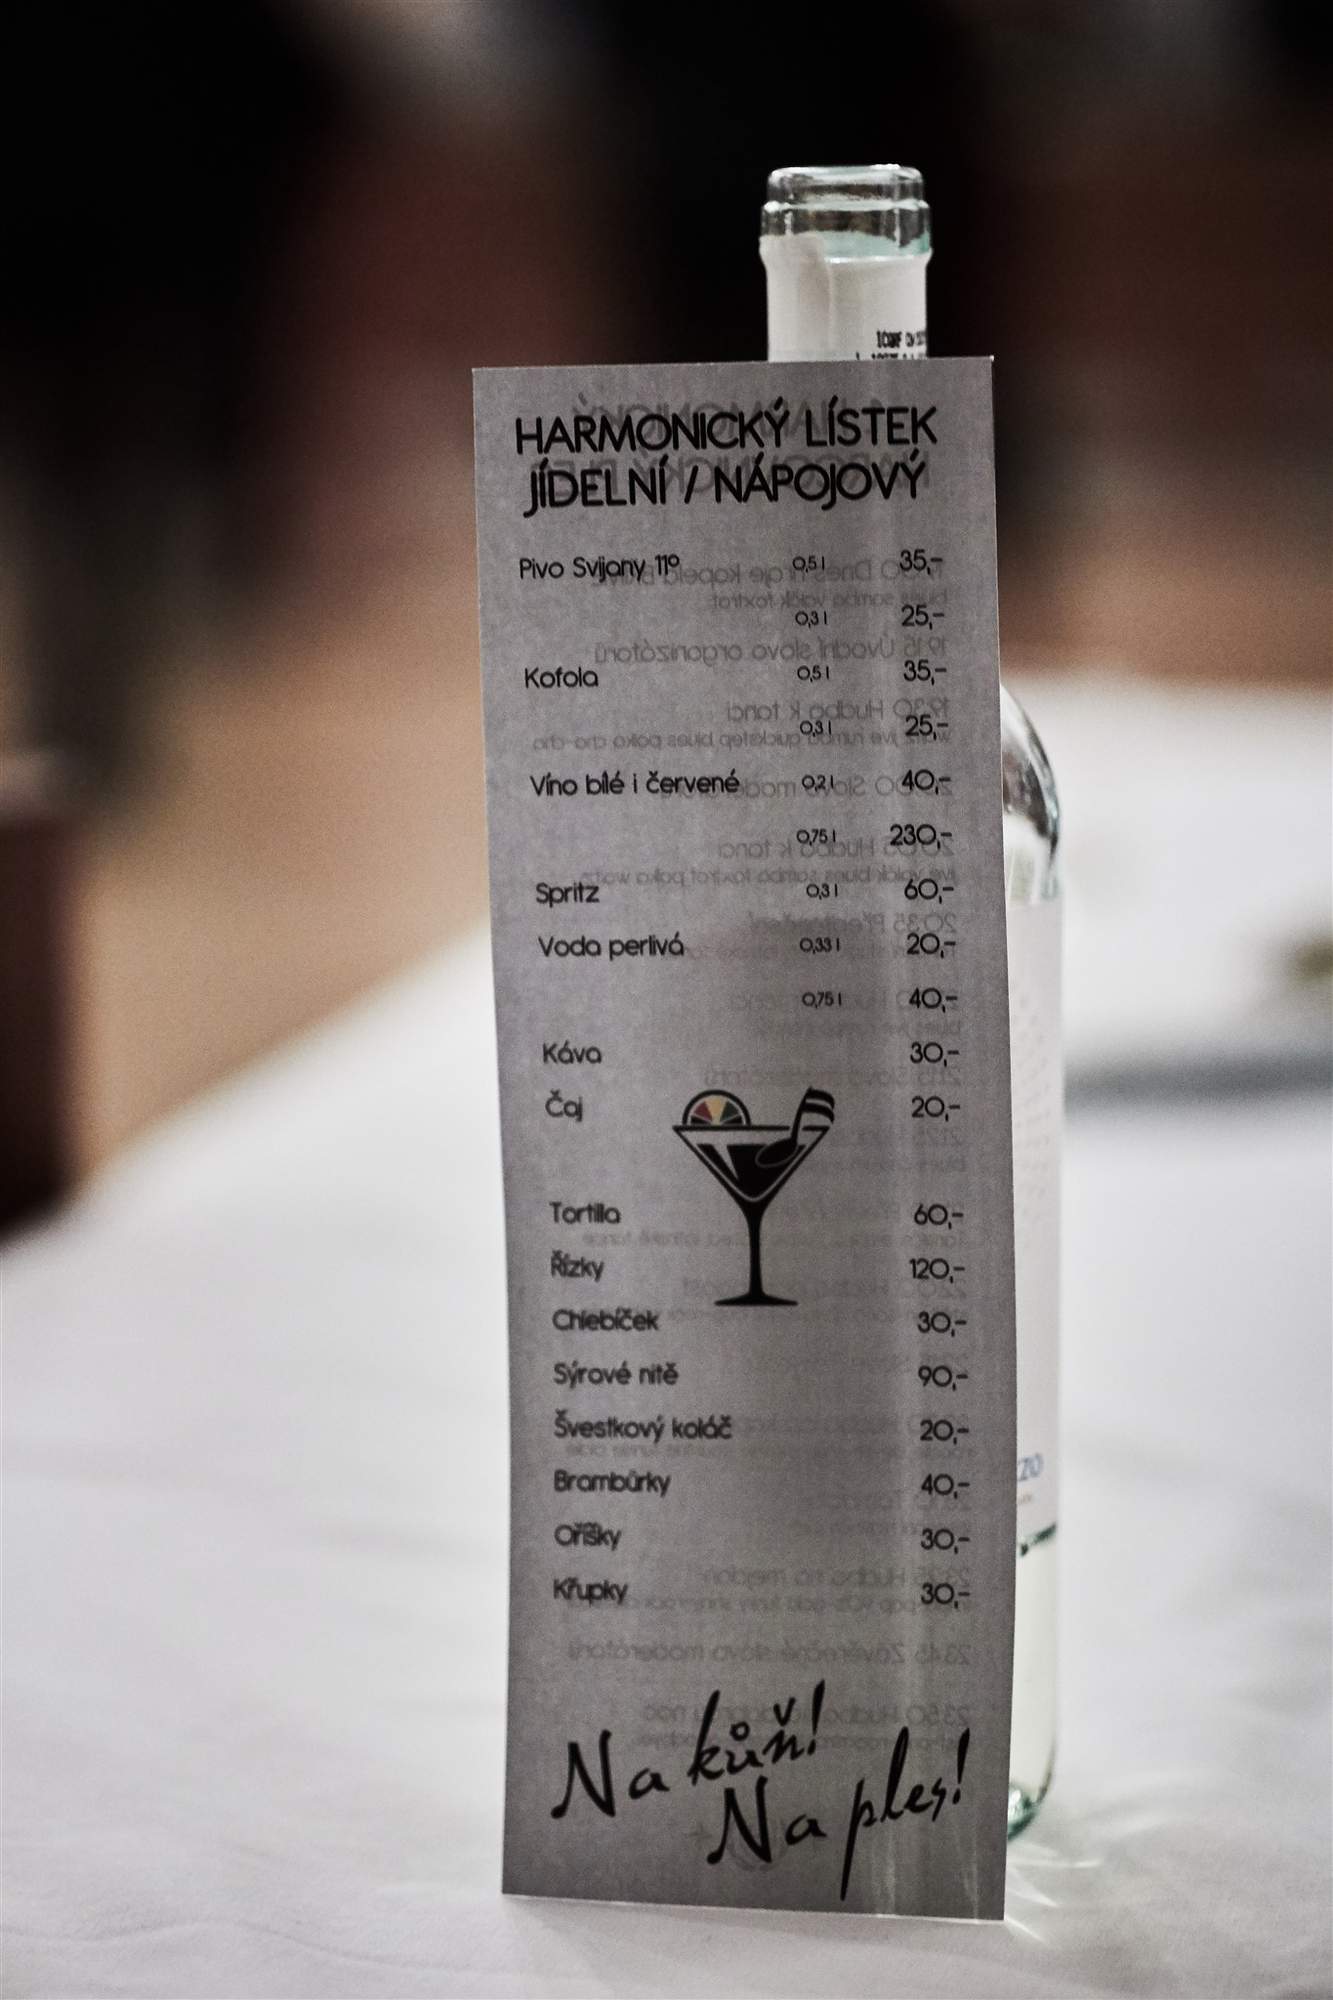 HARMONICKÝ LÍSTEK
JÍDELNÍ / NÁPOJOVÝ
Pivo Svijany 11° 0,5 l 35,-
0,3 l 25,-
Kofola 0,5 l 35,-
0,3 l 25,-
Víno bílé i červené 0,2 l 40,-
0,75 l 230,-
Spritz 0,3 l 60,-
Voda perlivá 0,33 l 20,-
0,75 l 40,-
Káva 30,-
Čaj 20,-
Tortilla 60,-
Řízky 120,-
Chlebíček 30,-
Sýrové nitě 90,-
Švestkový koláč 20,-
Brambůrky 40,-
Oříšky 30,-
Křupky 30,-
Na kůň!
Na ples!